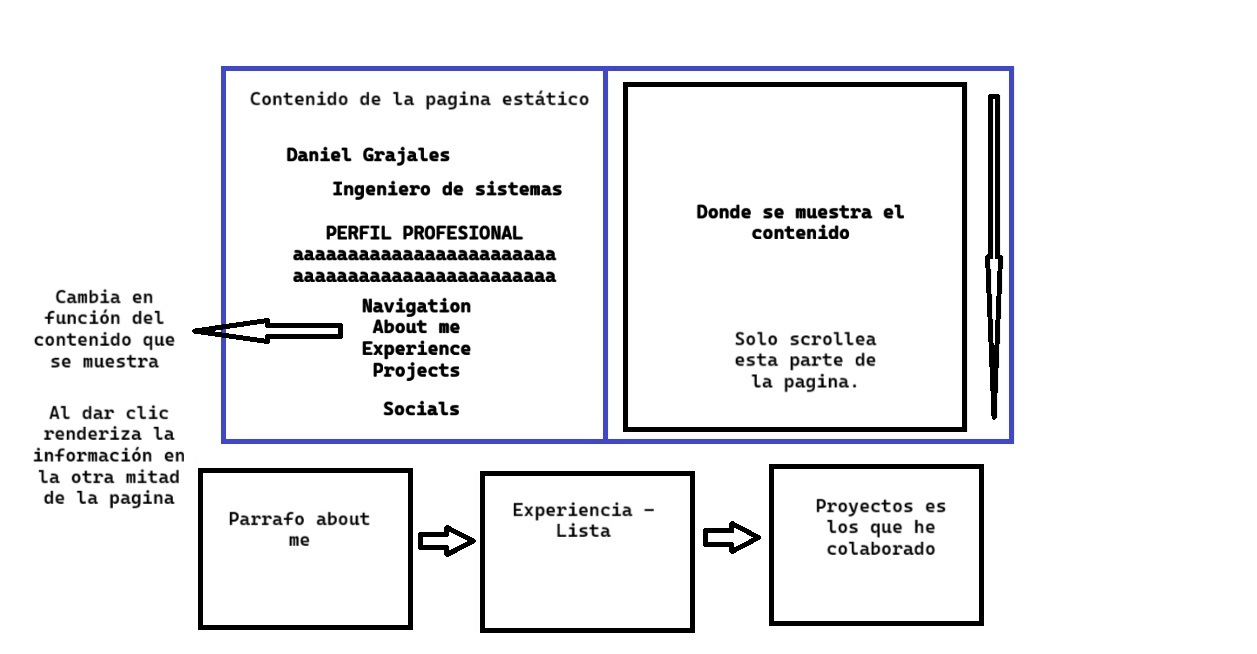 Contenido de la pagina estático
Daniel Grajales
Ingeniero de sistemas
PERFIL PROFESIONAL
aaaaaaaaaaaaaaaaaaaaaaaa
aaaaaaaaaaaaaaaaaaaaaaaa
Navigation
About me
Experience
Projects
Socials
Donde se muestra el
contenido
Solo scrollea
esta parte de
la pagina.
Cambia en
función del
contenido que
se muestra
Al dar clic
renderiza la
información en
la otra mitad
de la pagina
Parrafo about
me
Experiencia -
Lista
Proyectos es
los que he
colaborado